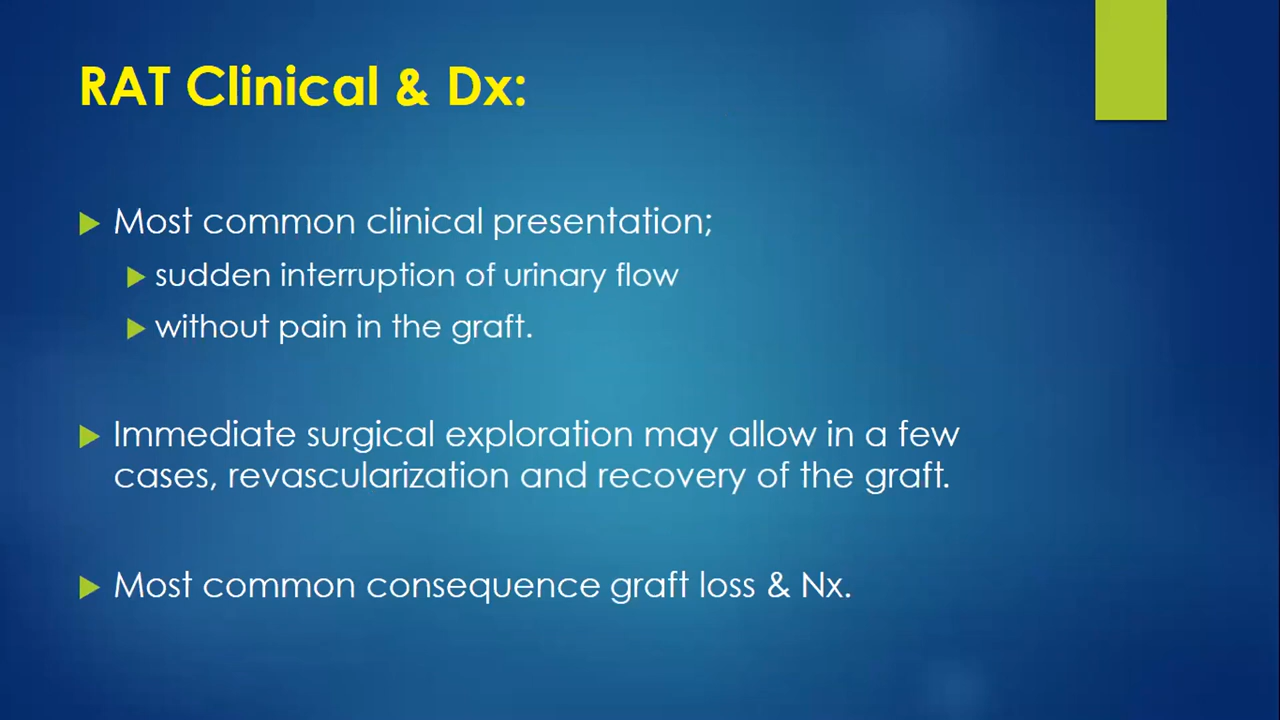 RAT Clinical & Dx:
Most common clinical presentation;
sudden interruption of urinary flow
without pain in the graft.
Immediate surgical exploration may allow in a few
cases, revascularization and recovery of the graft.
Most common consequence graft loss & Nx.